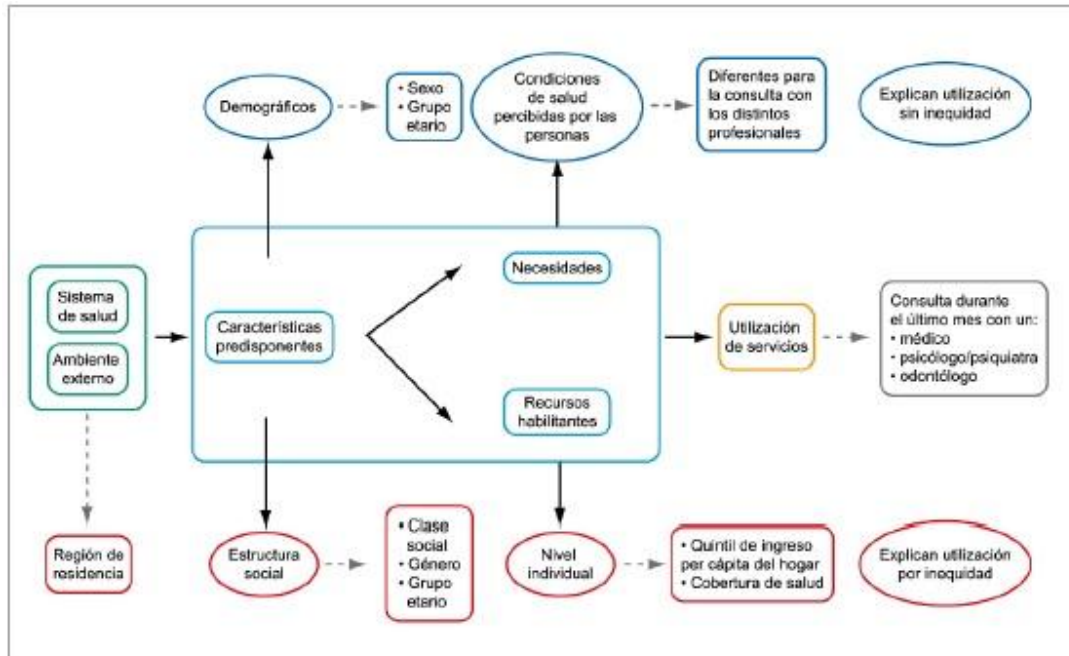 Demográficos
• Sexo
• Grupo
etario
Condiciones
de salud
percibidas por las
personas
Diferentes para
la consulta con
los distintos
profesionales
Explican utilización
sin inequidad
Sistema
de salud
Ambiente
externo
Características
predisponentes
Necesidades
Recursos
habilitantes
Utilización
de servicios
Consulta durante
el último mes con un:
• médico
• psicólogo/psiquiatra
• odontólogo
Región de
residencia
Estructura
social
• Clase
social
• Género
• Grupo
etario
Nivel
individual
• Quintil de ingreso
per cápita del hogar
• Cobertura de salud
Explican utilización
por inequidad